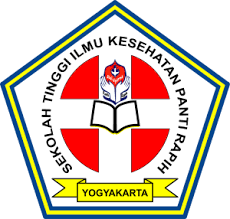 SEKOLAH TINGGI ILMU KESEHATAN PANTI RAPIH
YOGYAKARTA